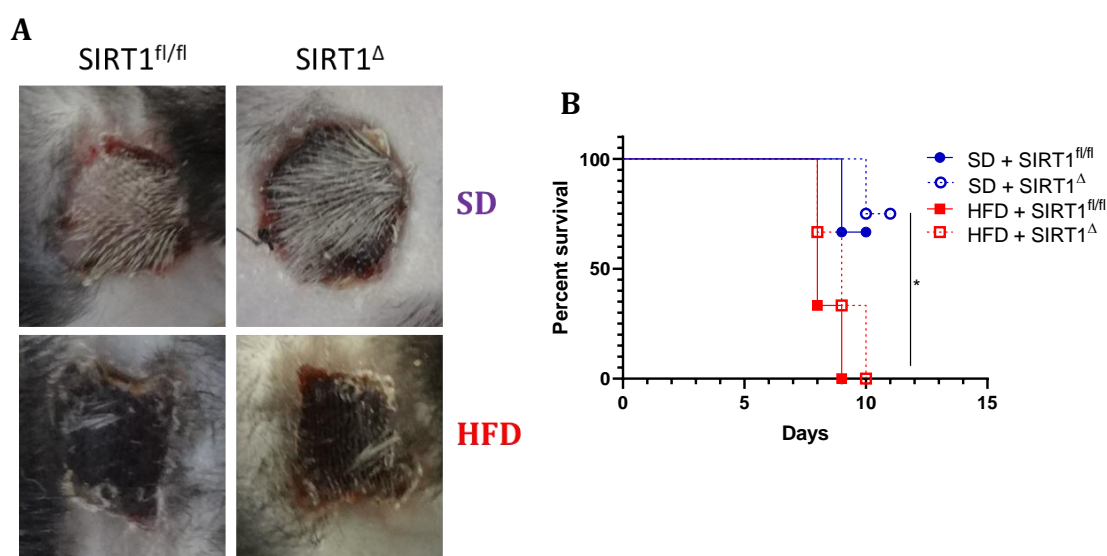 A
SIRT1fl/fl
SIRT1Δ
SD
HFD
B
100
50
0
Percent survival
0
5
10
15
Days
SD + SIRT1fl/fl
SD + SIRT1Δ
HFD + SIRT1fl/fl
HFD + SIRT1Δ
*